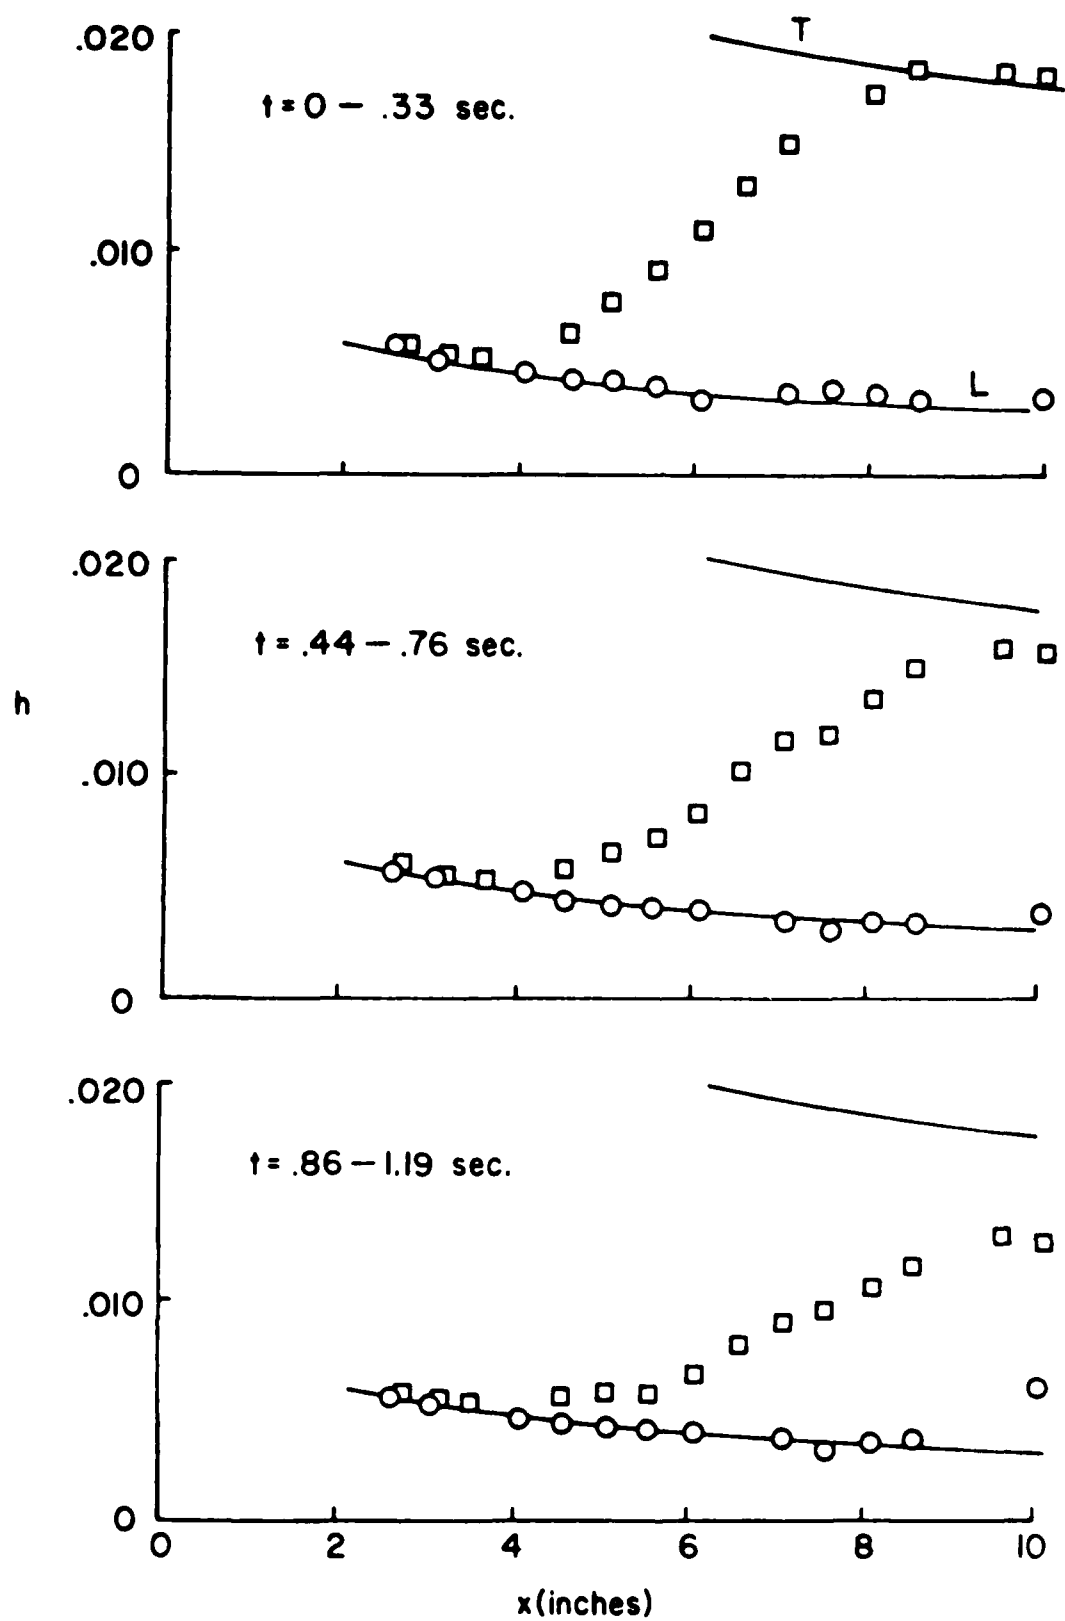 .020
T
t = 0 — .33 sec.
.010
L
0
.020
t = .44 — .76 sec.
h
.010
0
.020
t = .86 — 1.19 sec.
.010
0
0 2 4 6 8 10
x (inches)